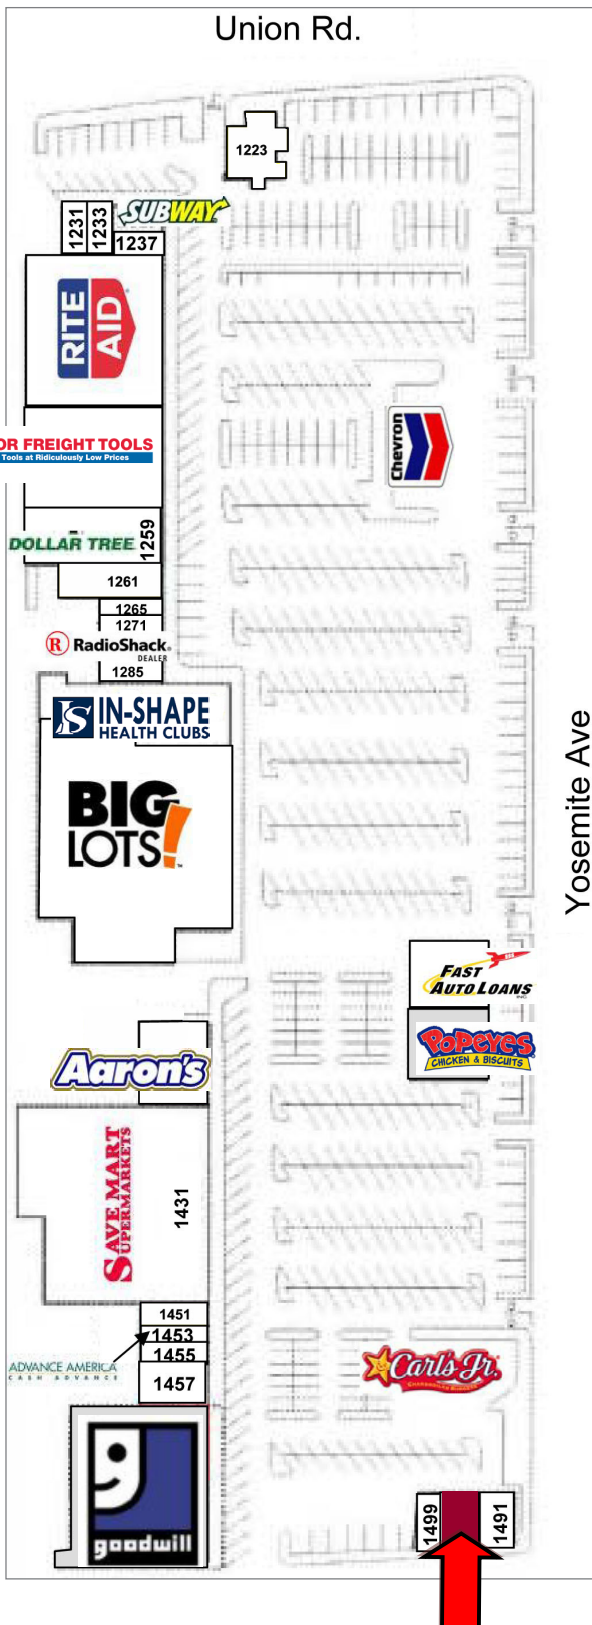 Union Rd.
1223
SUBWAY
1231
1233
1237
RITE
AID
OR FREIGHT TOOLS
Tools at Ridiculously Low Prices
Chevron
DOLLAR TREE
1259
1261
1265
1271
R RadioShack®
DEALER
1285
IN-SHAPE
HEALTH CLUBS
BIG
LOTS!
Yosemite Ave
FAST
AUTO LOANS
INC.
POPEYES
CHICKEN & BISCUITS
Aaron's
SAVE MART
SUPERMARKETS
1431
1451
1453
1455
1457
ADVANCE AMERICA
CASH ADVANCE
Carl's Jr.
CHARBROILED BURGERS
goodwill
1499
1491